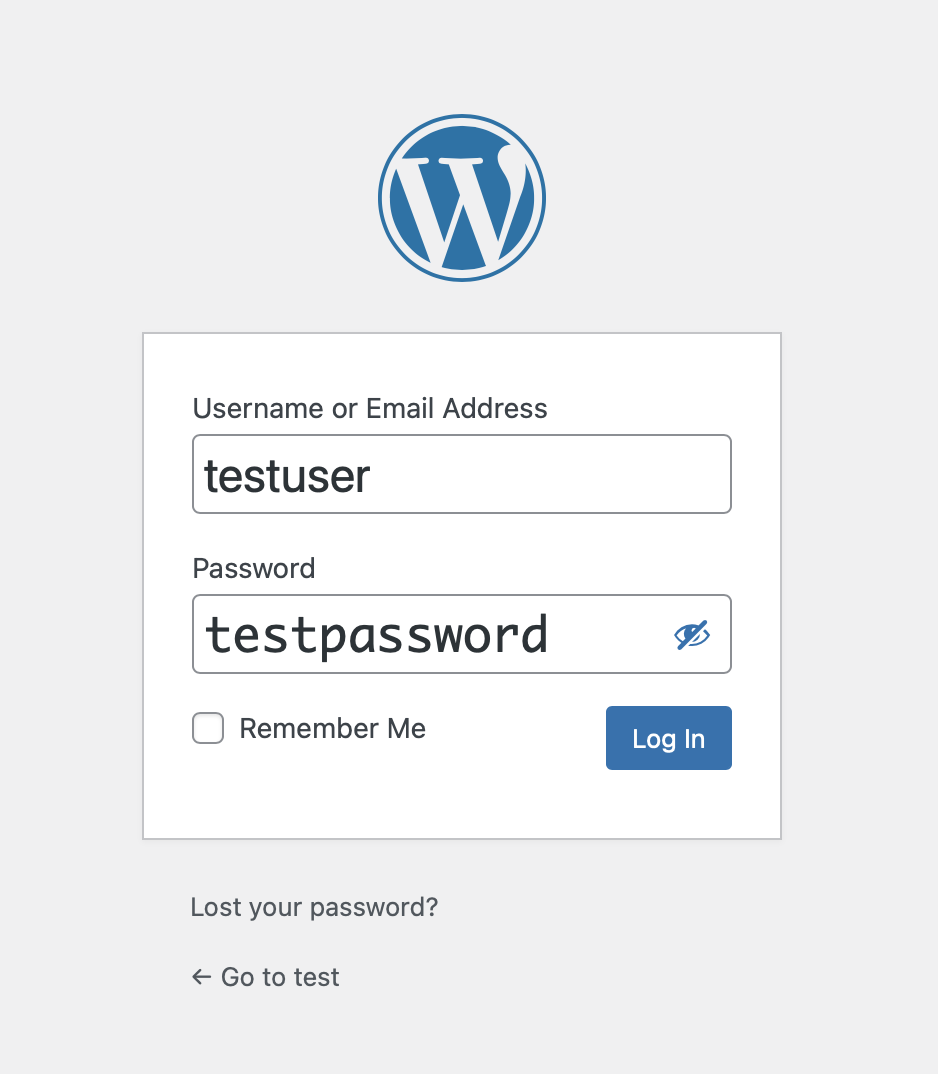 Username or Email Address
testuser
Password
testpassword
Remember Me
Log In
Lost your password?
← Go to test